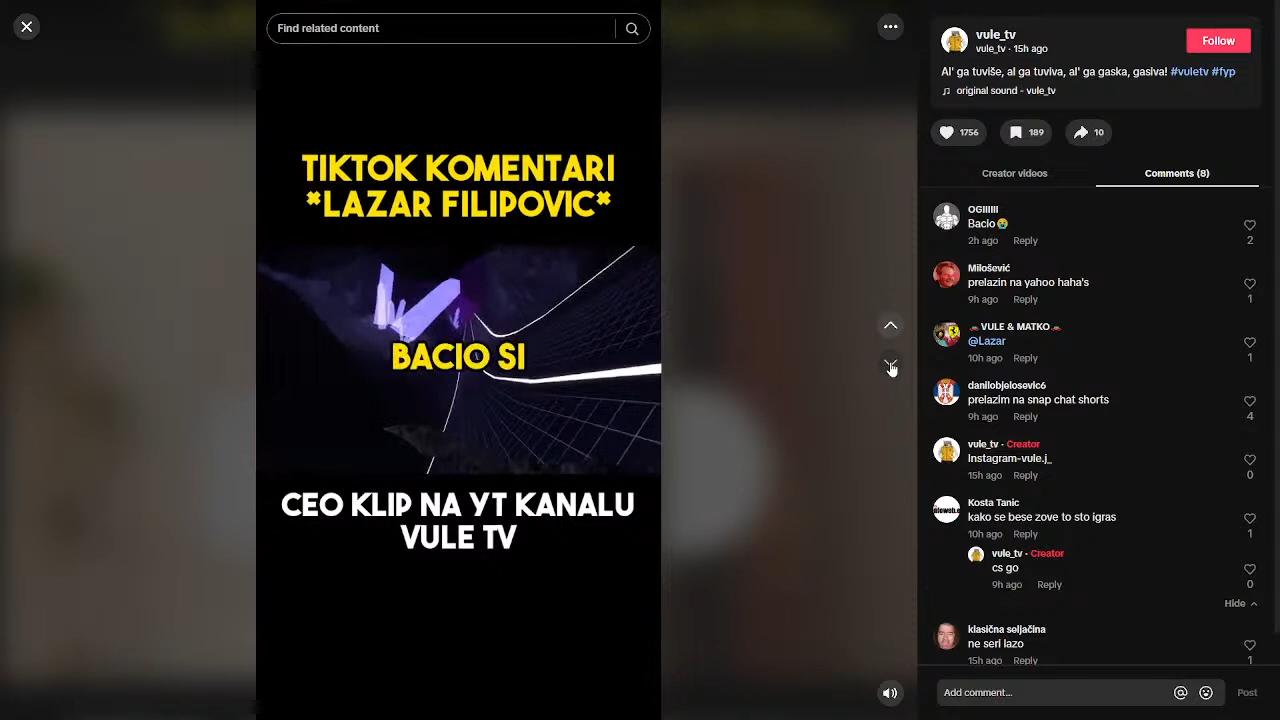 Find related content
TIKTOK KOMENTARI
*LAZAR FILIPOVIC*
BACIO SI
CEO KLIP NA YT KANALU
VULE TV
vule_tv
vule_tv · 15h ago
Follow
Al' ga tuviše, al ga tuviva, al' ga gaska, gasiva! #vuletv #fyp
♫ original sound - vule_tv
1756
189
10
Creator videos
Comments (8)
OGIIIIII
Bacio😭
2h ago Reply
2
Milošević
prelazin na yahoo haha's
9h ago Reply
1
VULE & MATKO
@Lazar
10h ago Reply
1
danilobjelosevic6
prelazim na snap chat shorts
9h ago Reply
4
vule_tv · Creator
Instagram-vule.j_
15h ago Reply
0
Kosta Tanic
kako se bese zove to sto igras
10h ago Reply
1
vule_tv · Creator
cs go
9h ago Reply
0
Hide
klasična seljačina
ne seri lazo
15h ago Reply
1
Add comment...
Post